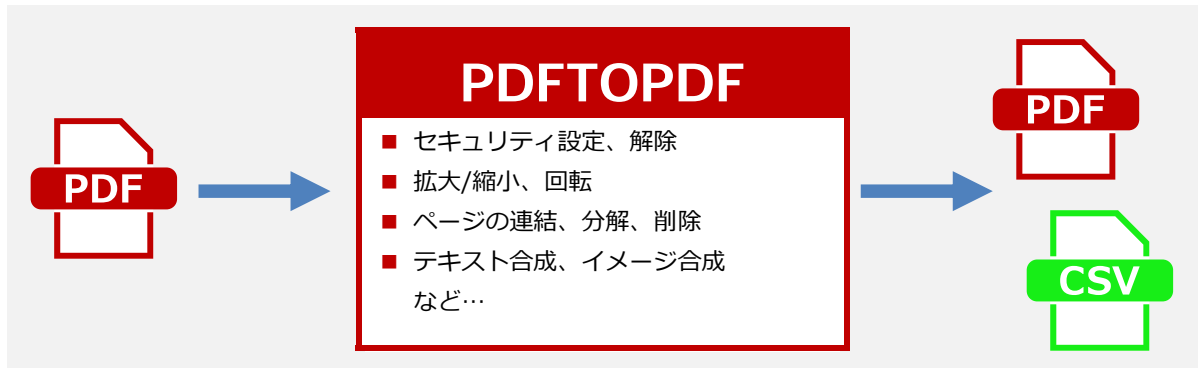 PDF
PDFTOPDF
■ セキュリティ設定、解除
■ 拡大/縮小、回転
■ ページの連結、分解、削除
■ テキスト合成、イメージ合成
など…
PDF
CSV